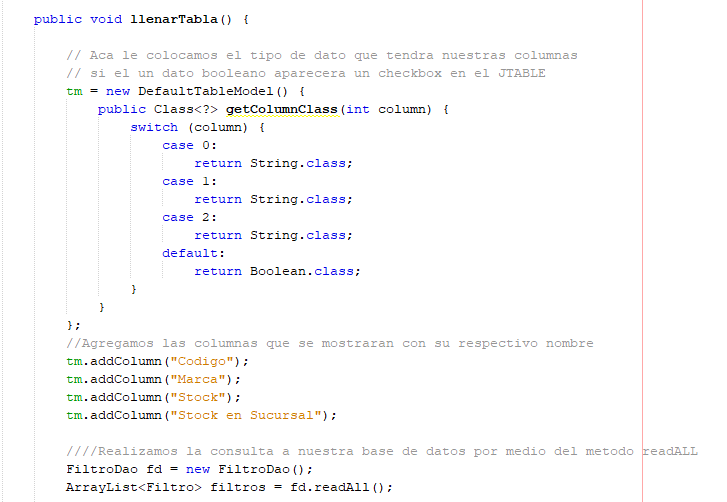 public void llenarTabla() {
// Aca le colocamos el tipo de dato que tendra nuestras columnas
// si el un dato booleano aparecera un checkbox en el JTABLE
tm = new DefaultTableModel() {
public Class<?> getColumnClass(int column) {
switch (column) {
case 0:
return String.class;
case 1:
return String.class;
case 2:
return String.class;
default:
return Boolean.class;
}
}
};
//Agregamos las columnas que se mostraran con su respectivo nombre
tm.addColumn("Codigo");
tm.addColumn("Marca");
tm.addColumn("Stock");
tm.addColumn("Stock en Sucursal");
////Realizamos la consulta a nuestra base de datos por medio del metodo readALL
FiltroDao fd = new FiltroDao();
ArrayList<Filtro> filtros = fd.readAll();